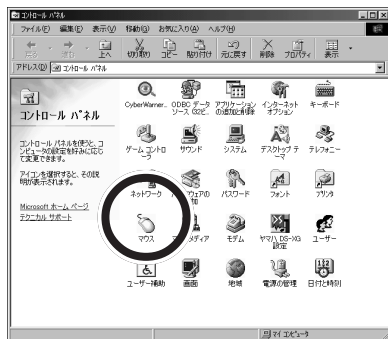 コントロール パネル
ファイル(F) 編集(E) 表示(V) 移動(G) お気に入り(A) ヘルプ(H)
戻る 進む 上へ 切り取り コピー 貼り付け 元に戻す 削除 プロパティ 表示
アドレス(D) コントロール パネル
コントロール パネル
コントロール パネルを使うと、コ
ンピュータの設定を好みに応じ
て変更できます。
アイコンを選択すると、その説
明が表示されます。
Microsoft ホーム ページ
テクニカル サポート
CyberWarner... ODBC データ アプリケーション インターネット キーボード
ソース (32ビ... の追加と削除 オプション
ゲーム コントロ サウンド システム デスクトップ テ テレフォニー
ーラ ーマ
ネットワーク パスワード フォント プリンタ
加
マウス モデム ヤマハ DS-XG ユーザー
設定
ユーザー補助 画面 地域 電源の管理 日付と時刻
マイ コンピュータ